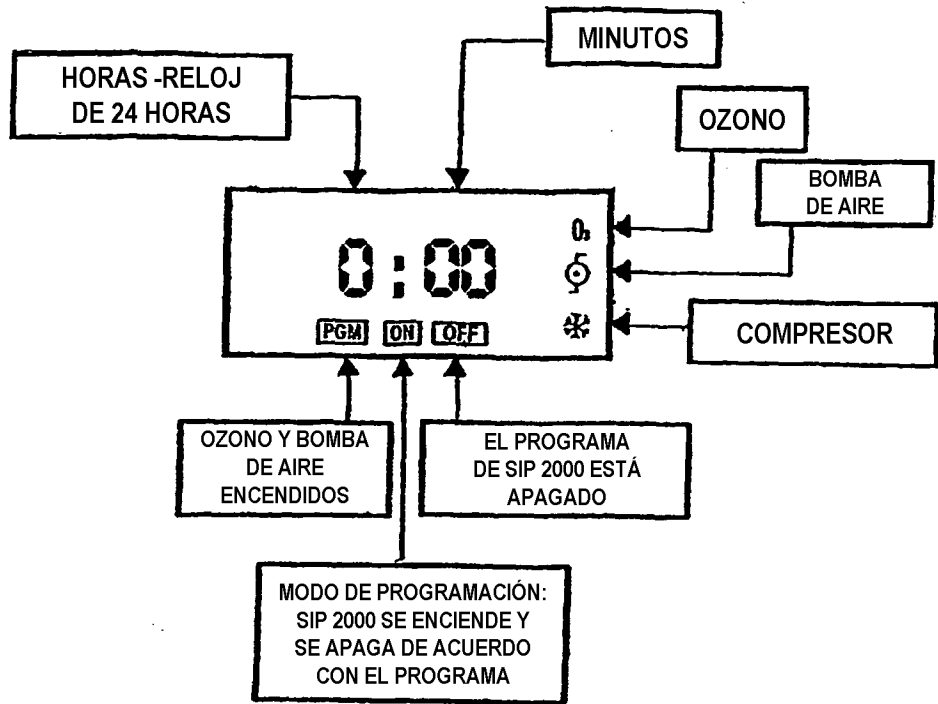 MINUTOS
HORAS -RELOJ
DE 24 HORAS
OZONO
BOMBA
DE AIRE
0:00
O₃
PGM ON OFF
COMPRESOR
OZONO Y BOMBA
DE AIRE
ENCENDIDOS
EL PROGRAMA
DE SIP 2000 ESTÁ
APAGADO
MODO DE PROGRAMACIÓN:
SIP 2000 SE ENCIENDE Y
SE APAGA DE ACUERDO
CON EL PROGRAMA